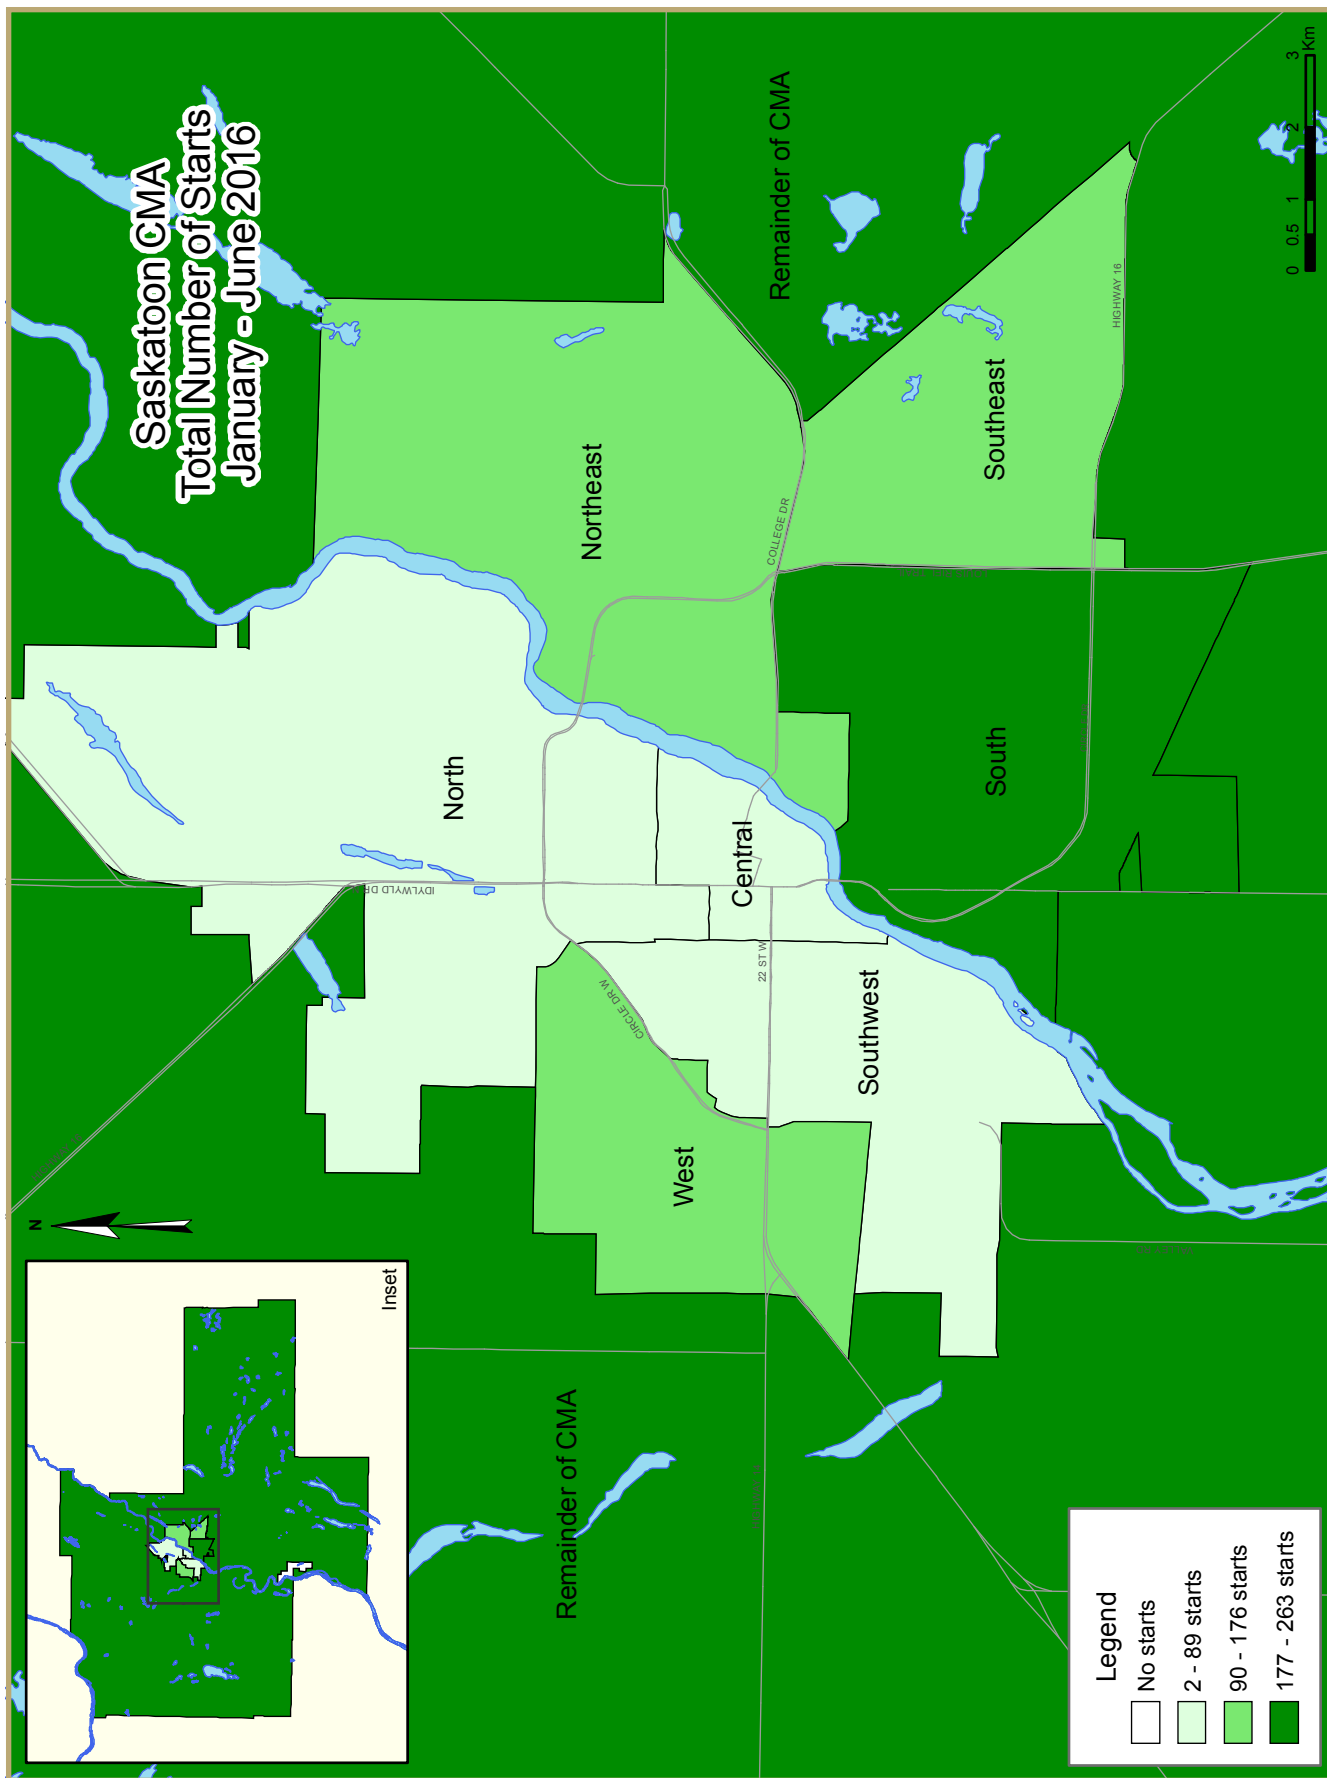 Saskatoon CMA
Total Number of Starts
January - June 2016
N
Inset
North
Northeast
Central
West
Southwest
South
Southeast
Remainder of CMA
Remainder of CMA
IDYLWYLD DR
CIRCLE DR W
22 ST W
COLLEGE DR
HIGHWAY 16
Legend
No starts
2 - 89 starts
90 - 176 starts
177 - 263 starts
0 0.5 1 2 3
Km